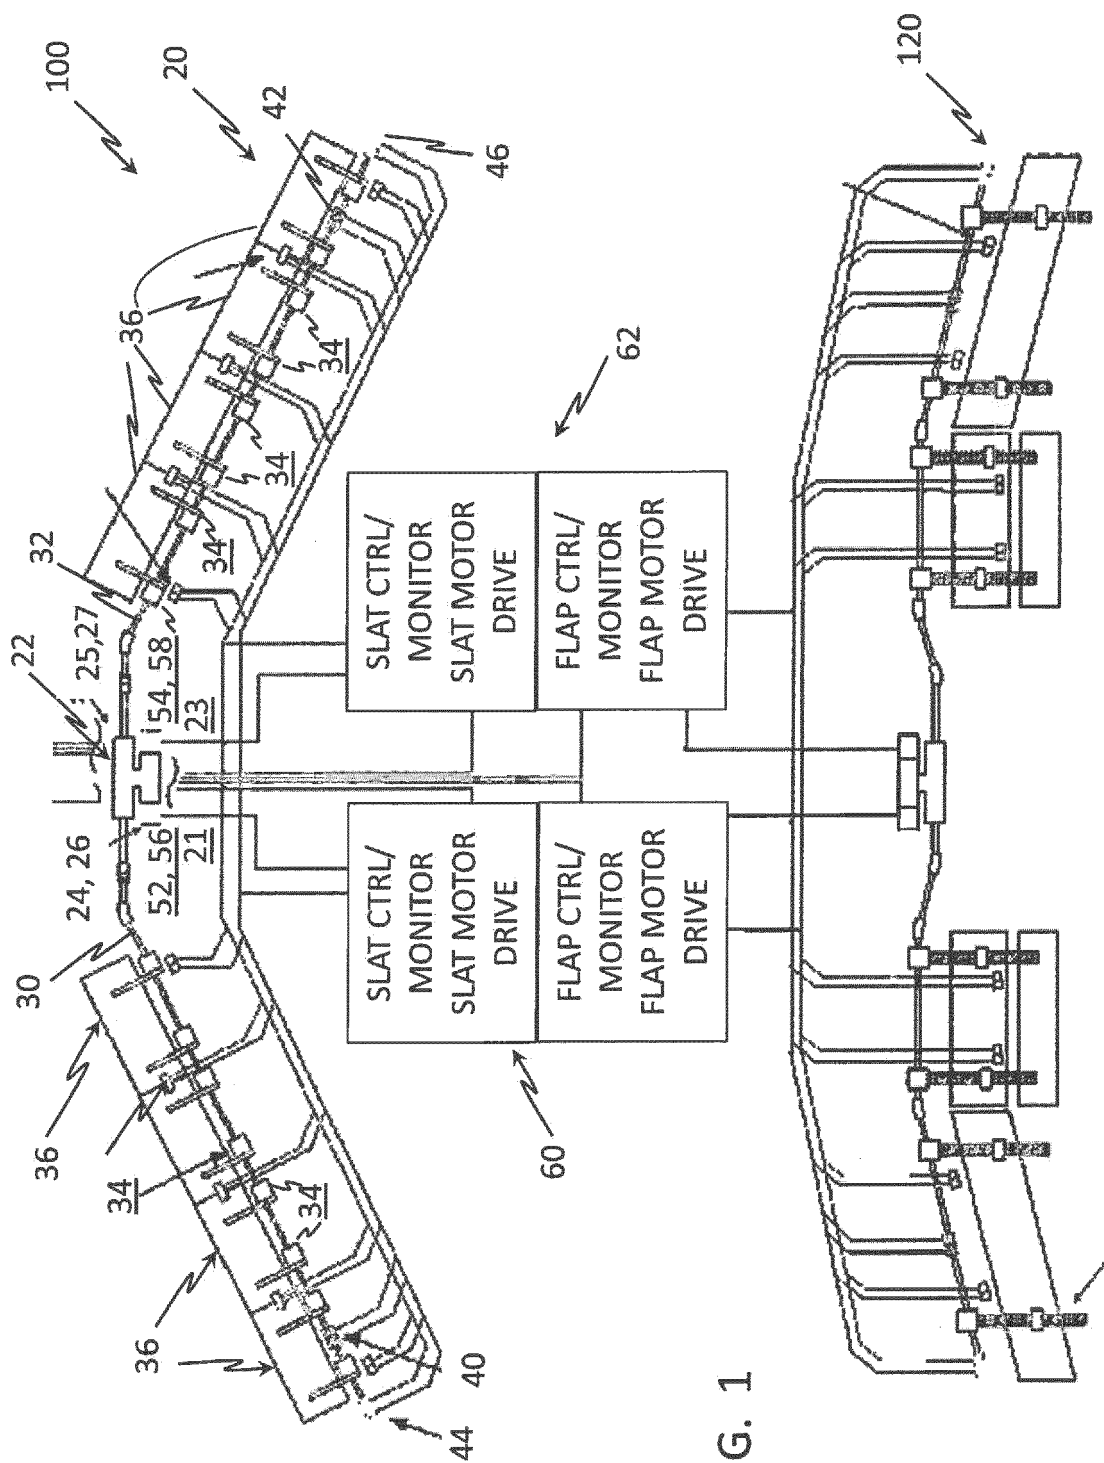 30
22
32
36
100
24, 26
25,27
34
36
36
52, 56
54, 58
20
21
23
34
34
42
34
34
SLAT CTRL/
MONITOR
SLAT MOTOR
DRIVE
SLAT CTRL/
MONITOR
SLAT MOTOR
DRIVE
44
40
46
FLAP CTRL/
MONITOR
FLAP MOTOR
DRIVE
FLAP CTRL/
MONITOR
FLAP MOTOR
DRIVE
60
62
G. 1
120